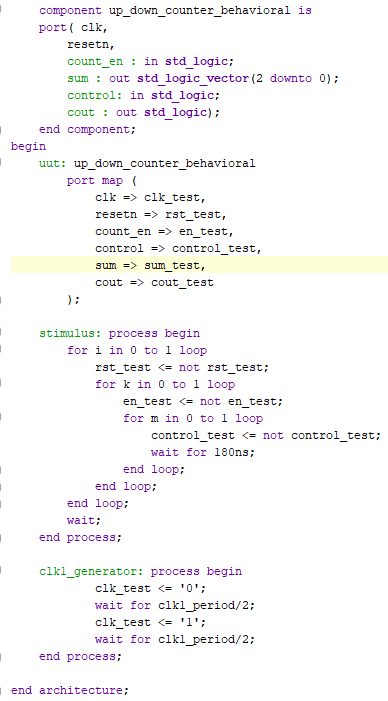 component up_down_counter_behavioral is
port( clk,
resetn,
count_en : in std_logic;
sum : out std_logic_vector(2 downto 0);
control: in std_logic;
cout : out std_logic);
end component;
begin
uut: up_down_counter_behavioral
port map (
clk => clk_test,
resetn => rst_test,
count_en => en_test,
control => control_test,
sum => sum_test,
cout => cout_test
);
stimulus: process begin
for i in 0 to 1 loop
rst_test <= not rst_test;
for k in 0 to 1 loop
en_test <= not en_test;
for m in 0 to 1 loop
control_test <= not control_test;
wait for 180ns;
end loop;
end loop;
end loop;
wait;
end process;
clk1_generator: process begin
clk_test <= '0';
wait for clk1_period/2;
clk_test <= '1';
wait for clk1_period/2;
end process;
end architecture;